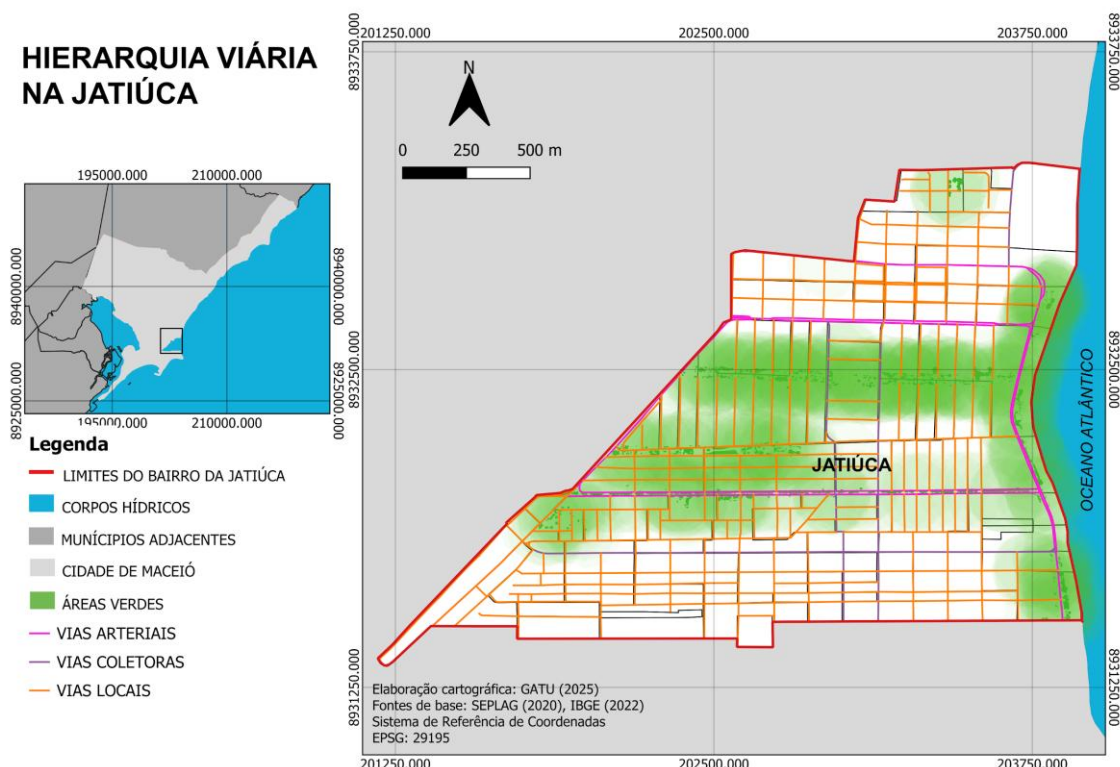 HIERARQUIA VIÁRIA
NA JATIÚCA
195000.000
210000.000
8940000.000
8940000.000
8925000.000
8925000.000
195000.000
210000.000
Legenda
LIMITES DO BAIRRO DA JATIÚCA
CORPOS HÍDRICOS
MUNÍCIPIOS ADJACENTES
CIDADE DE MACEIÓ
ÁREAS VERDES
VIAS ARTERIAIS
VIAS COLETORAS
VIAS LOCAIS
201250.000
202500.000
203750.000
8933750.000
8933750.000
N
0 250 500 m
8932500.000
8932500.000
JATIÚCA
OCEANO ATLÂNTICO
8931250.000
8931250.000
Elaboração cartográfica: GATU (2025)
Fontes de base: SEPLAG (2020), IBGE (2022)
Sistema de Referência de Coordenadas
EPSG: 29195
201250.000
202500.000
203750.000